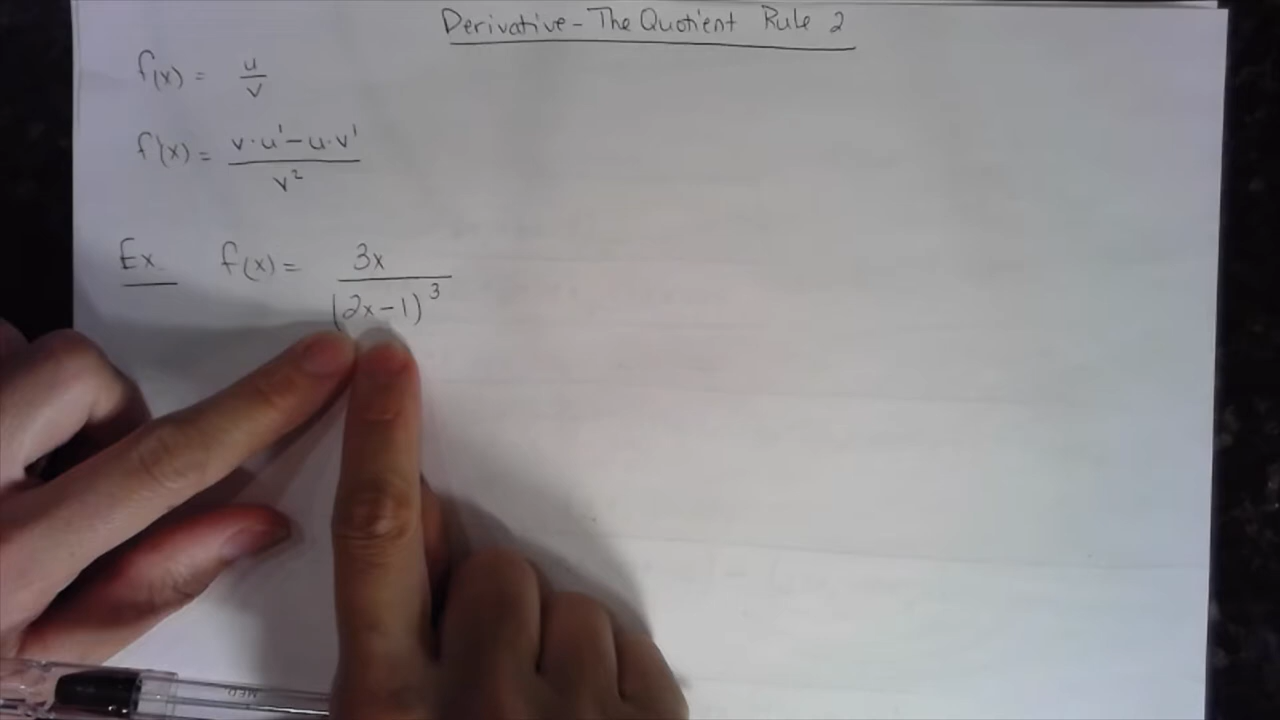 Derivative - The Quotient Rule 2
f(x) = u/v
f'(x) = v·u' - u·v' / v²
Ex f(x) = 3x / (2x-1)³